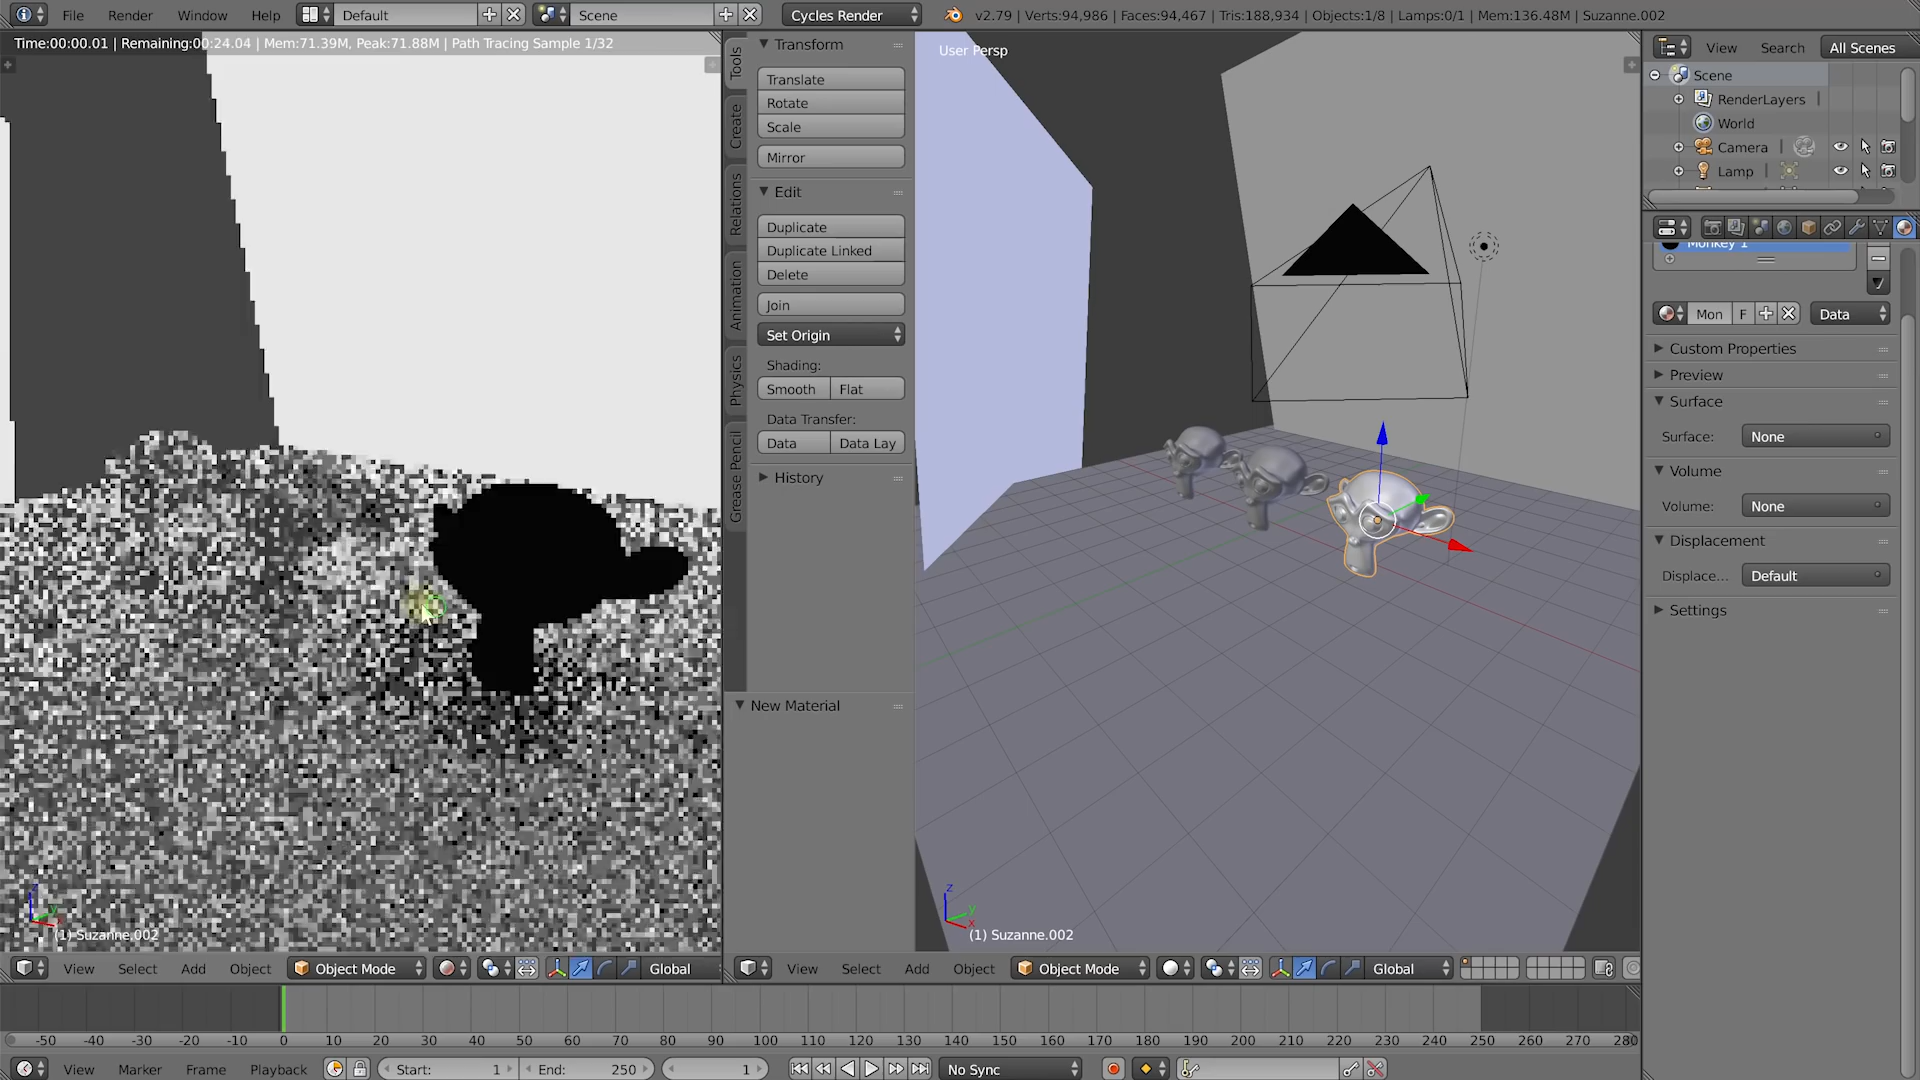 File Render Window Help Default Scene Cycles Render v2.79 | Verts:94,986 | Faces:94,467 | Tris:188,934 | Objects:1/8 | Lamps:0/1 | Mem:136.48M | Suzanne.002
Time:00:00.01 | Remaining:00:24.04 | Mem:71.39M, Peak:71.88M | Path Tracing Sample 1/32
Tools
Create
Relations
Animation
Physics
Grease Pencil
Transform
Translate
Rotate
Scale
Mirror
Edit
Duplicate
Duplicate Linked
Delete
Join
Set Origin
Shading:
Smooth Flat
Data Transfer:
Data Data Lay
History
New Material
User Persp
(1) Suzanne.002
(1) Suzanne.002
View Search All Scenes
Scene
RenderLayers
World
Camera
Lamp
Monkey 1
Mon F Data
Custom Properties
Preview
Surface
Surface: None
Volume
Volume: None
Displacement
Displace... Default
Settings
View Select Add Object Object Mode Global
View Select Add Object Object Mode Global
-50 -40 -30 -20 -10 0 10 20 30 40 50 60 70 80 90 100 110 120 130 140 150 160 170 180 190 200 210 220 230 240 250 260 270 280
View Marker Frame Playback Start: 1 End: 250 1 No Sync